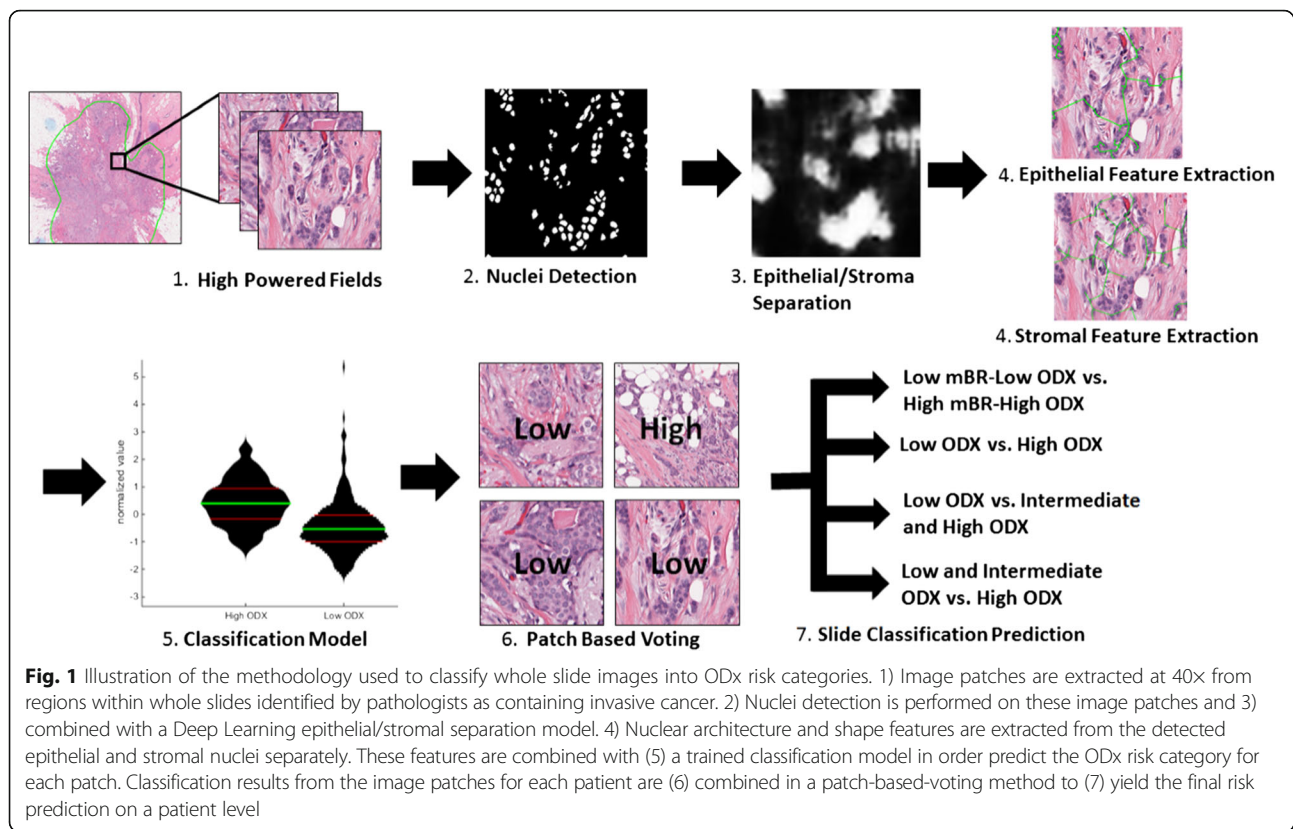 1. High Powered Fields
2. Nuclei Detection
3. Epithelial/Stroma
Separation
4. Epithelial Feature Extraction
4. Stromal Feature Extraction
5
4
3
2
1
0
-1
-2
-3
normalized value
High ODX
Low ODX
5. Classification Model
Low
High
Low
Low
6. Patch Based Voting
Low mBR-Low ODX vs.
High mBR-High ODX
Low ODX vs. High ODX
Low ODX vs. Intermediate
and High ODX
Low and Intermediate
ODX vs. High ODX
7. Slide Classification Prediction
Fig. 1 Illustration of the methodology used to classify whole slide images into ODx risk categories. 1) Image patches are extracted at 40× from
regions within whole slides identified by pathologists as containing invasive cancer. 2) Nuclei detection is performed on these image patches and 3)
combined with a Deep Learning epithelial/stromal separation model. 4) Nuclear architecture and shape features are extracted from the detected
epithelial and stromal nuclei separately. These features are combined with (5) a trained classification model in order predict the ODx risk category for
each patch. Classification results from the image patches for each patient are (6) combined in a patch-based-voting method to (7) yield the final risk
prediction on a patient level